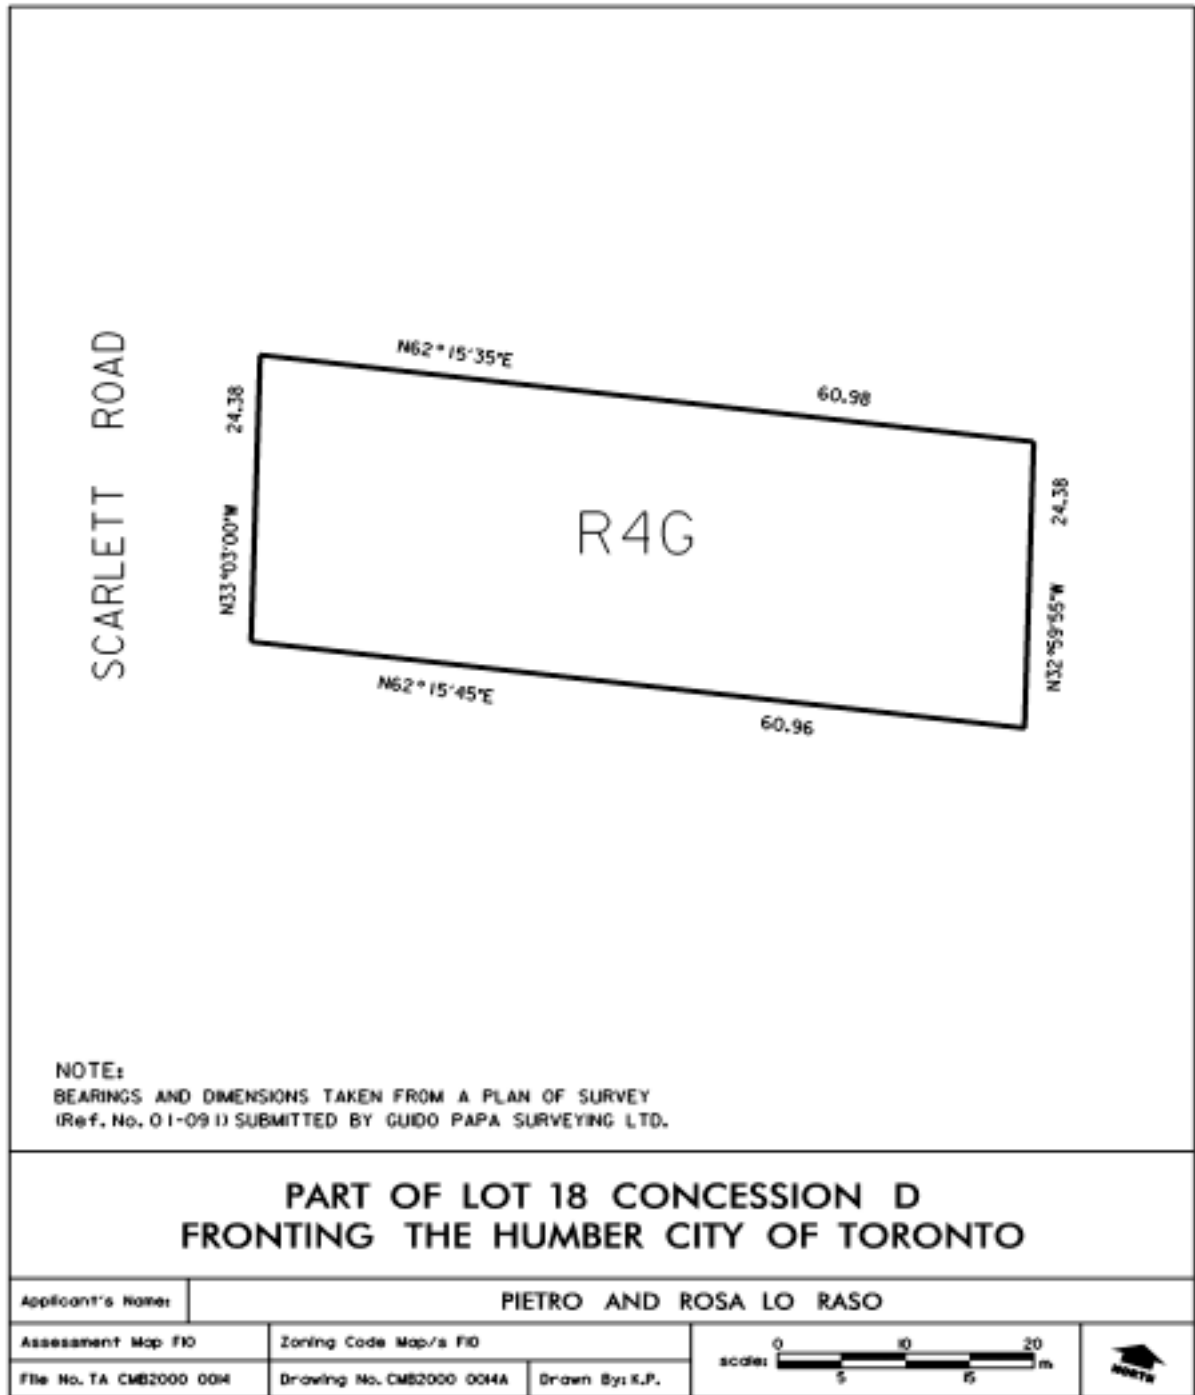 SCARLETT ROAD
N62°15'35"E
60.98
24.38
N33°03'00"W
R4G
24.38
N32°59'55"W
N62°15'45"E
60.96
NOTE:
BEARINGS AND DIMENSIONS TAKEN FROM A PLAN OF SURVEY
(Ref. No. 01-091) SUBMITTED BY GUIDO PAPA SURVEYING LTD.
PART OF LOT 18 CONCESSION D
FRONTING THE HUMBER CITY OF TORONTO
Applicant's Name: PIETRO AND ROSA LO RASO
Assessment Map F10 Zoning Code Map/s F10
File No. TA CMB2000 0014 Drawing No. CMB2000 0014A Drawn By: K.P.
0 10 20
scale: m
5 15
NORTH